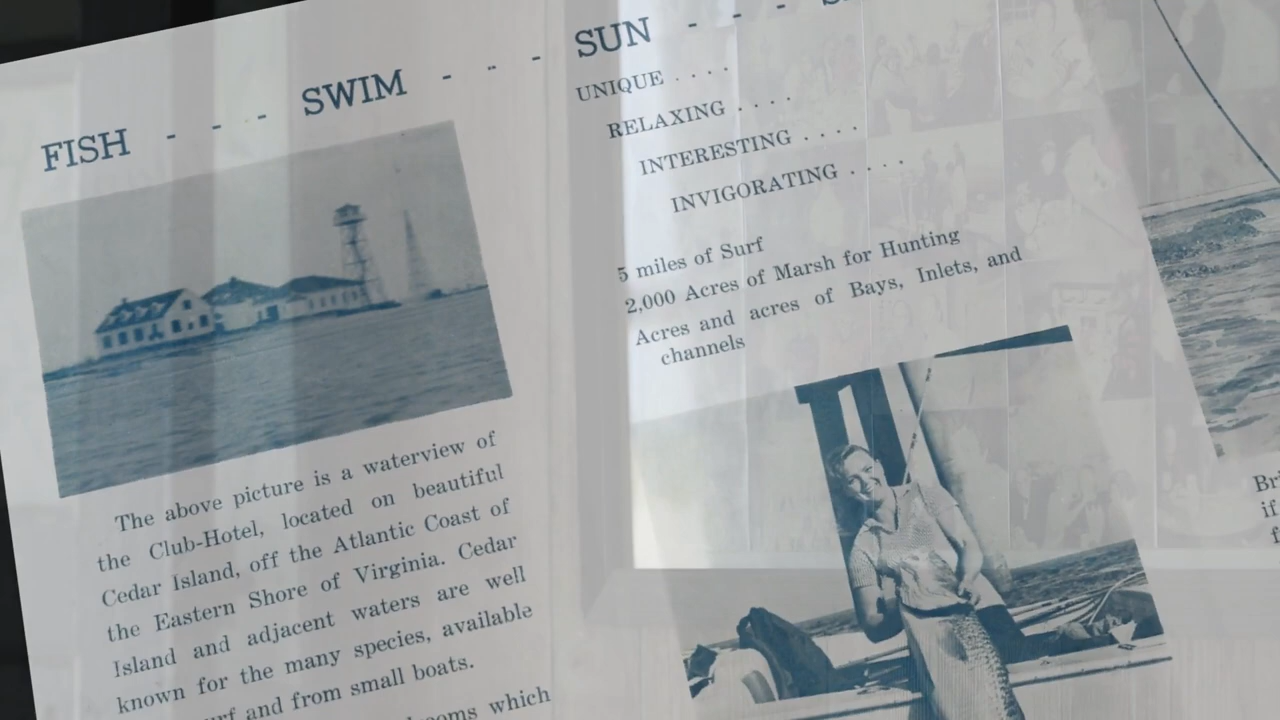 FISH - - - SWIM - - - SUN - - -
UNIQUE . . . .
RELAXING . . . .
INTERESTING . . . .
INVIGORATING . . . .
5 miles of Surf
2,000 Acres of Marsh for Hunting
Acres and acres of Bays, Inlets, and
channels
The above picture is a waterview of
the Club-Hotel, located on beautiful
Cedar Island, off the Atlantic Coast of
the Eastern Shore of Virginia. Cedar
Island and adjacent waters are well
known for the many species, available
and from small boats.
which
if